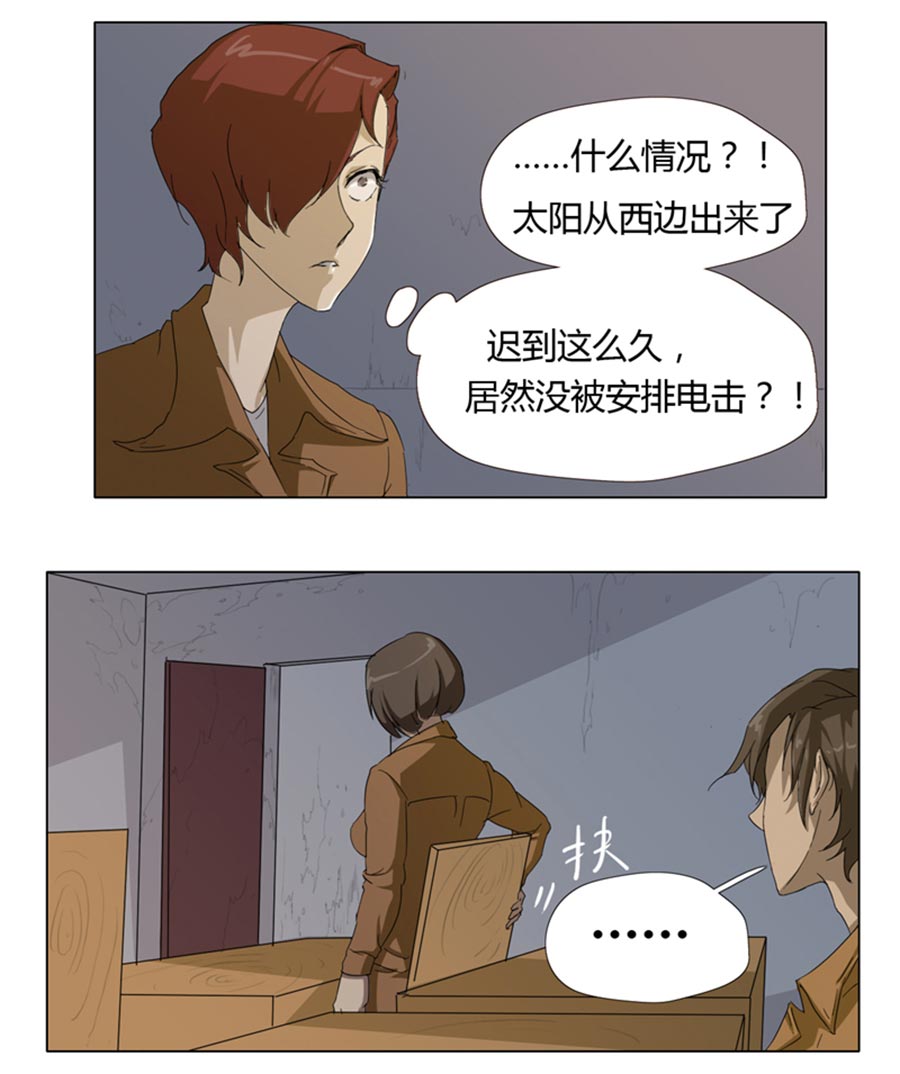 ……什么情况？！
太阳从西边出来了
迟到这么久，
居然没被安排电击？！
扶
……